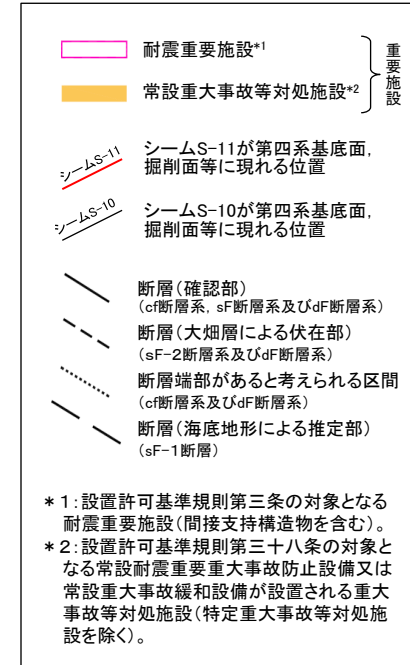 耐震重要施設*1
常設重大事故等対処施設*2
重要施設
シームS-11
シームS-11が第四系基底面,
掘削面等に現れる位置
シームS-10
シームS-10が第四系基底面,
掘削面等に現れる位置
断層(確認部)
(cf断層系, sF断層系及びdF断層系)
断層(大畑層による伏在部)
(sF-2断層系及びdF断層系)
断層端部があると考えられる区間
(cf断層系及びdF断層系)
断層(海底地形による推定部)
(sF-1断層)
*1:設置許可基準規則第三条の対象となる
耐震重要施設(間接支持構造物を含む)。
*2:設置許可基準規則第三十八条の対象と
なる常設耐震重要重大事故防止設備又は
常設重大事故緩和設備が設置される重大
事故等対処施設(特定重大事故等対処施
設を除く)。